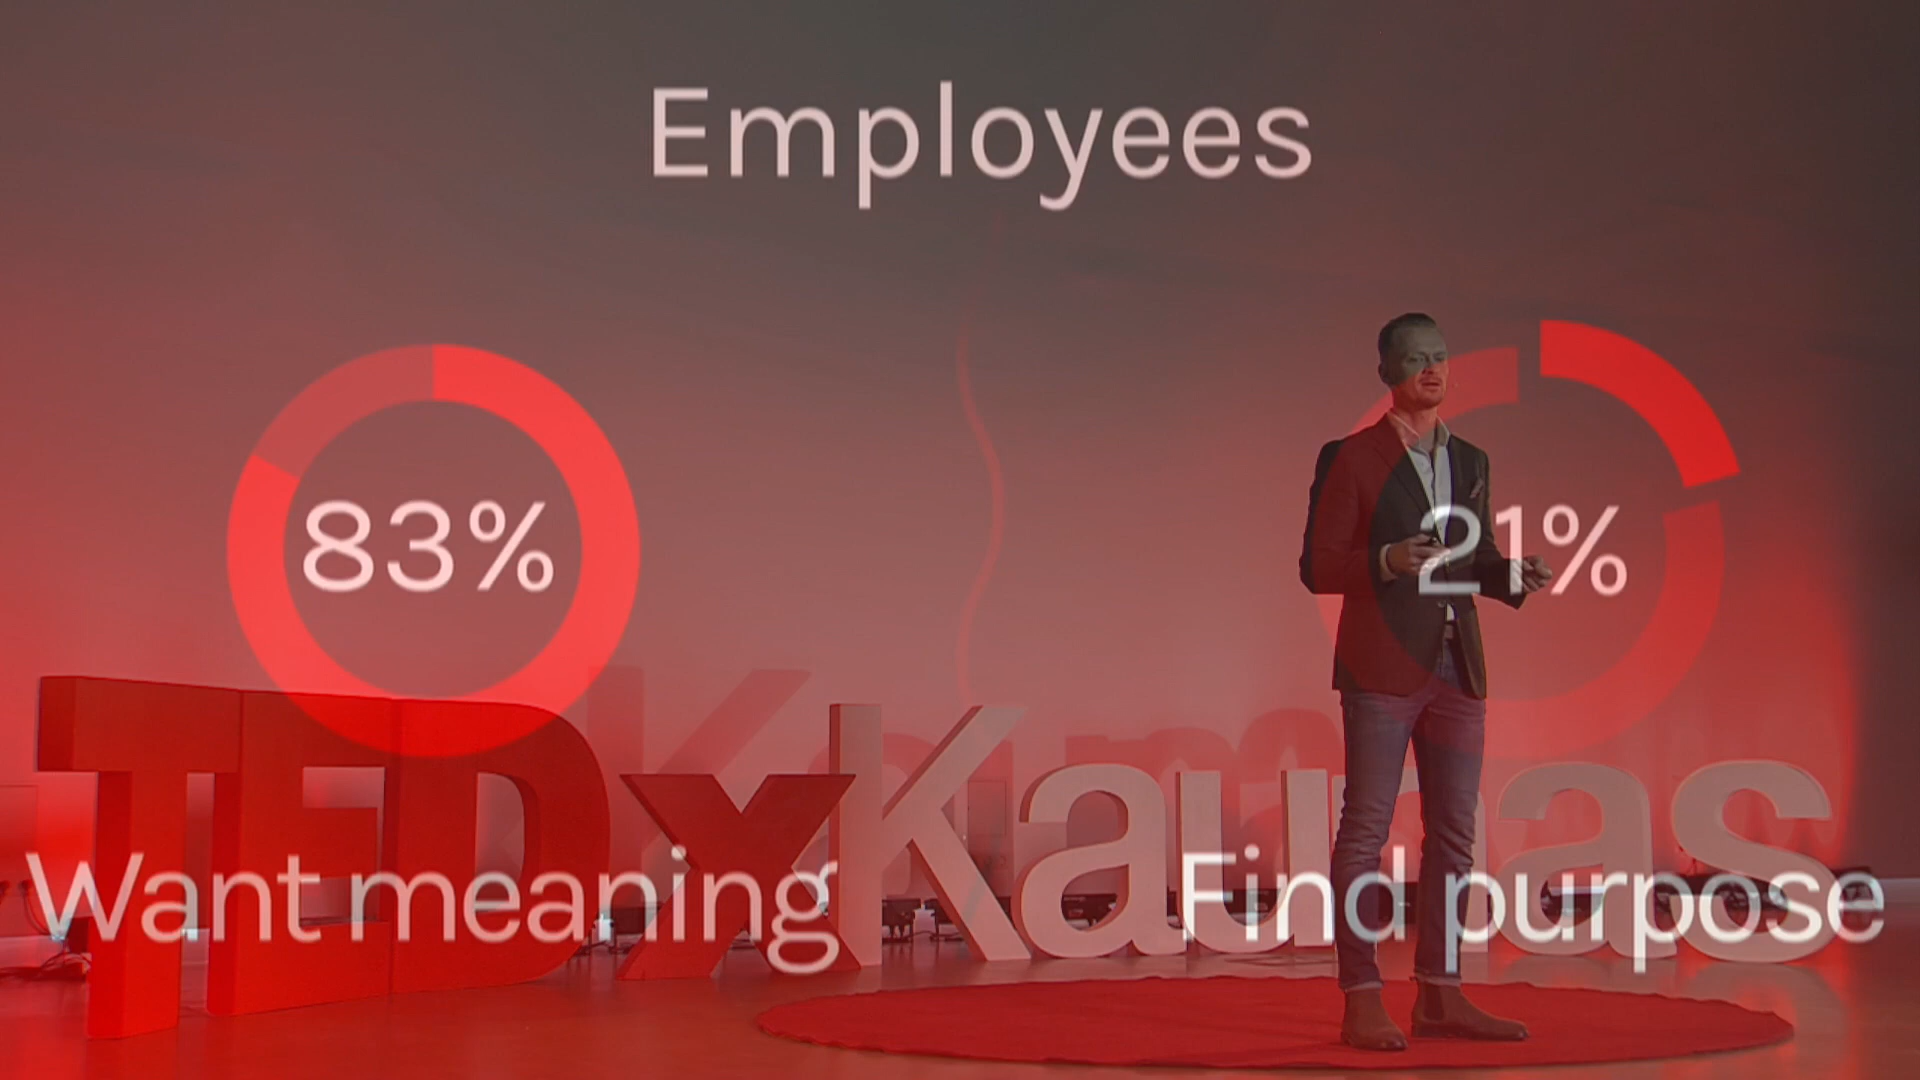 Employees
83%
21%
TEDxKaunas
Want meaning
Find purpose